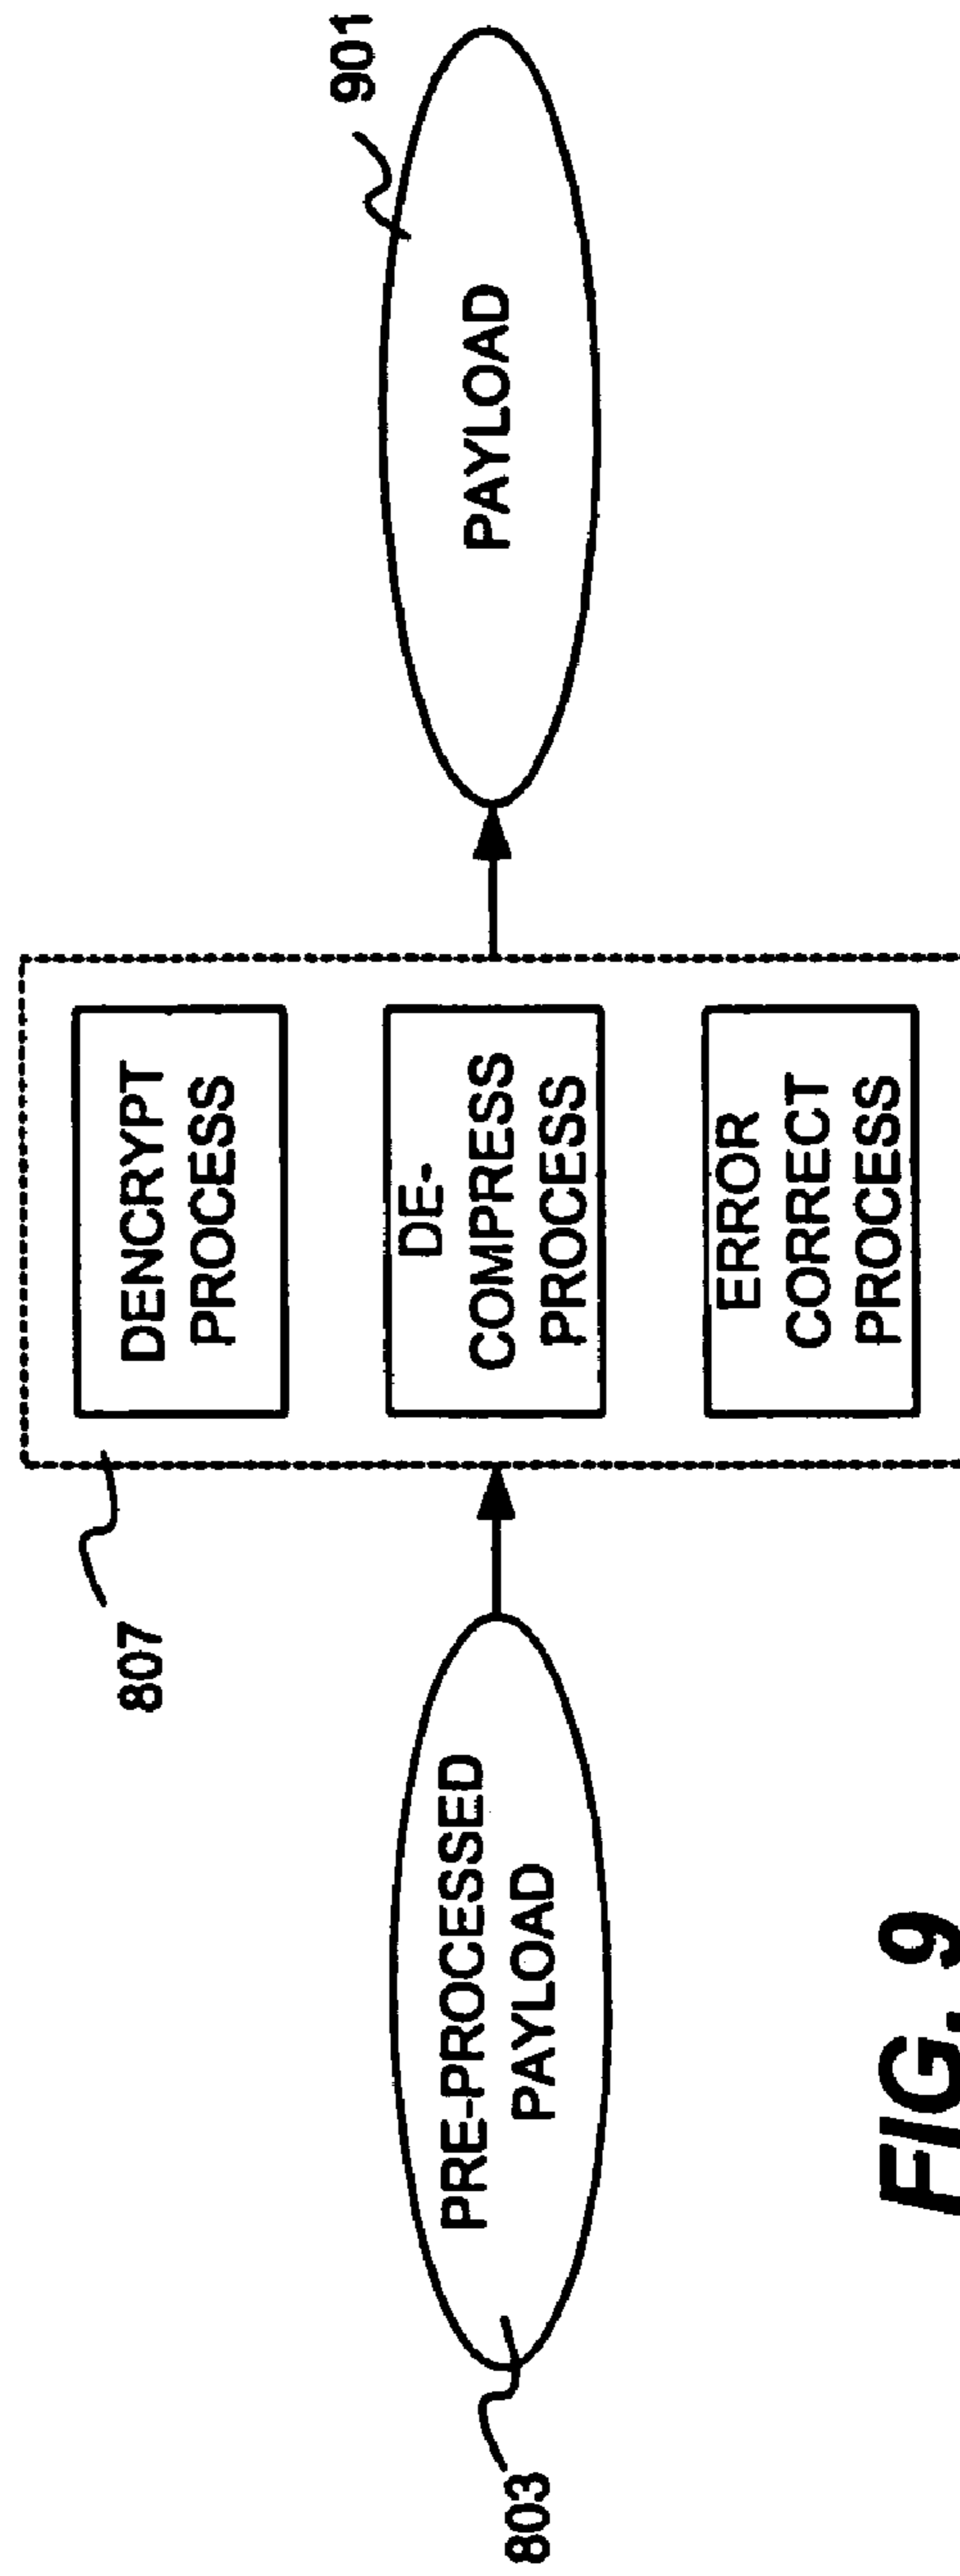 807
DENCRYPT
PROCESS
901
803
PRE-PROCESSED
PAYLOAD
DE-
COMPRESS
PROCESS
PAYLOAD
ERROR
CORRECT
PROCESS
FIG. 9